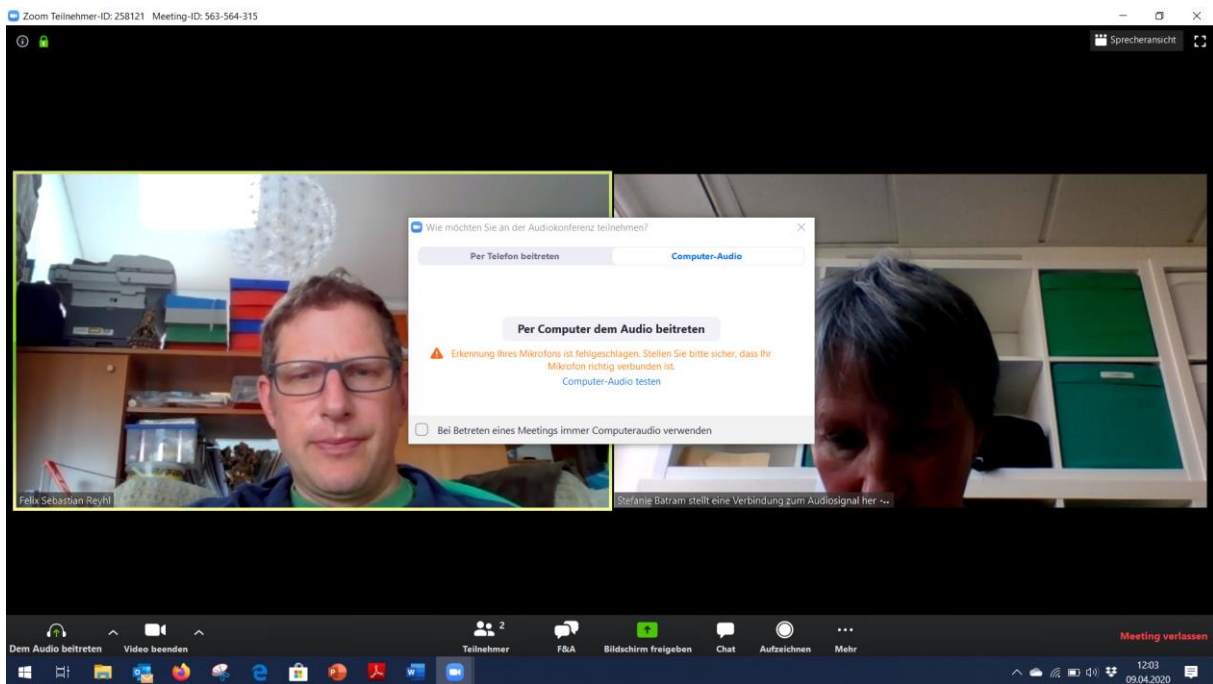 Zoom Teilnehmer-ID: 258121 Meeting-ID: 563-564-315
Sprecheransicht
Wie möchten Sie an der Audiokonferenz teilnehmen?
Per Telefon beitreten
Computer-Audio
Per Computer dem Audio beitreten
Erkennung Ihres Mikrofons ist fehlgeschlagen. Stellen Sie bitte sicher, dass Ihr
Mikrofon richtig verbunden ist.
Computer-Audio testen
Bei Betreten eines Meetings immer Computeraudio verwenden
Felix Sebastian Reyhl
Stefanie Batram stellt eine Verbindung zum Audiosignal her -...
Dem Audio beitreten
Video beenden
2
Teilnehmer
F&A
Bildschirm freigeben
Chat
Aufzeichnen
Mehr
Meeting verlassen
12:03
09.04.2020